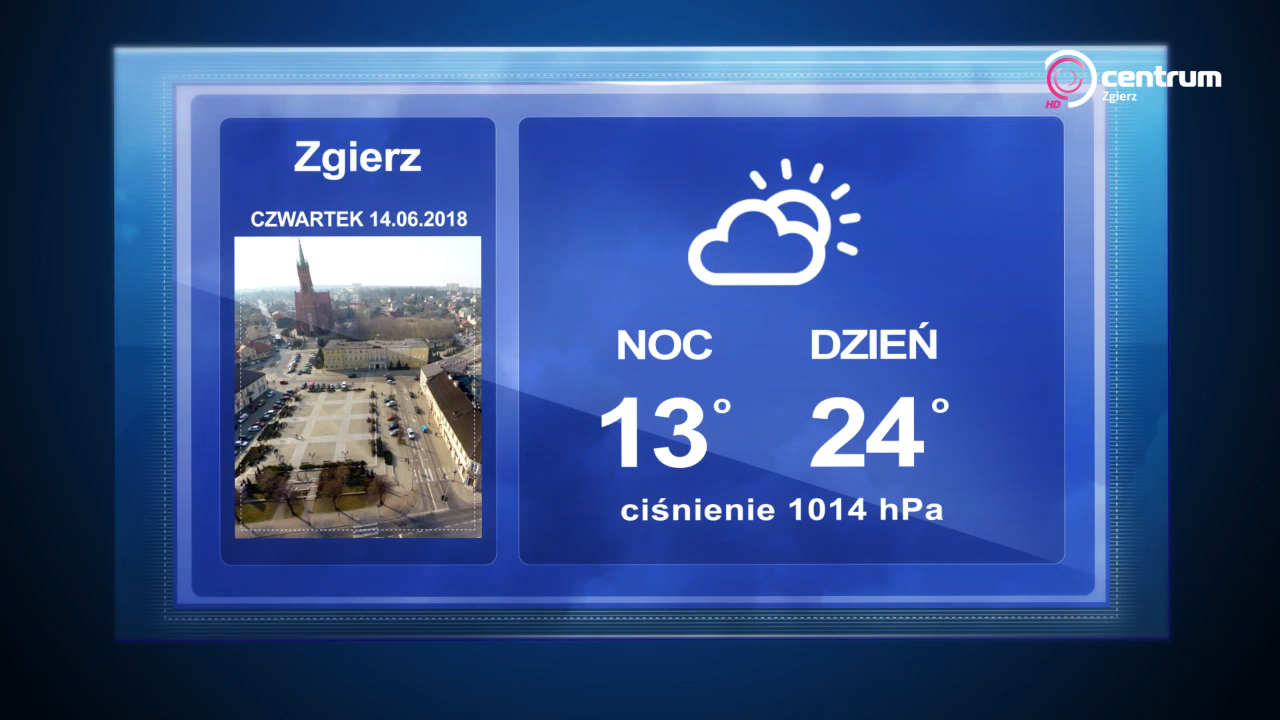 centrum
HD
Zgierz
Zgierz
CZWARTEK 14.06.2018
NOC DZIEŃ
13° 24°
ciśnienie 1014 hPa